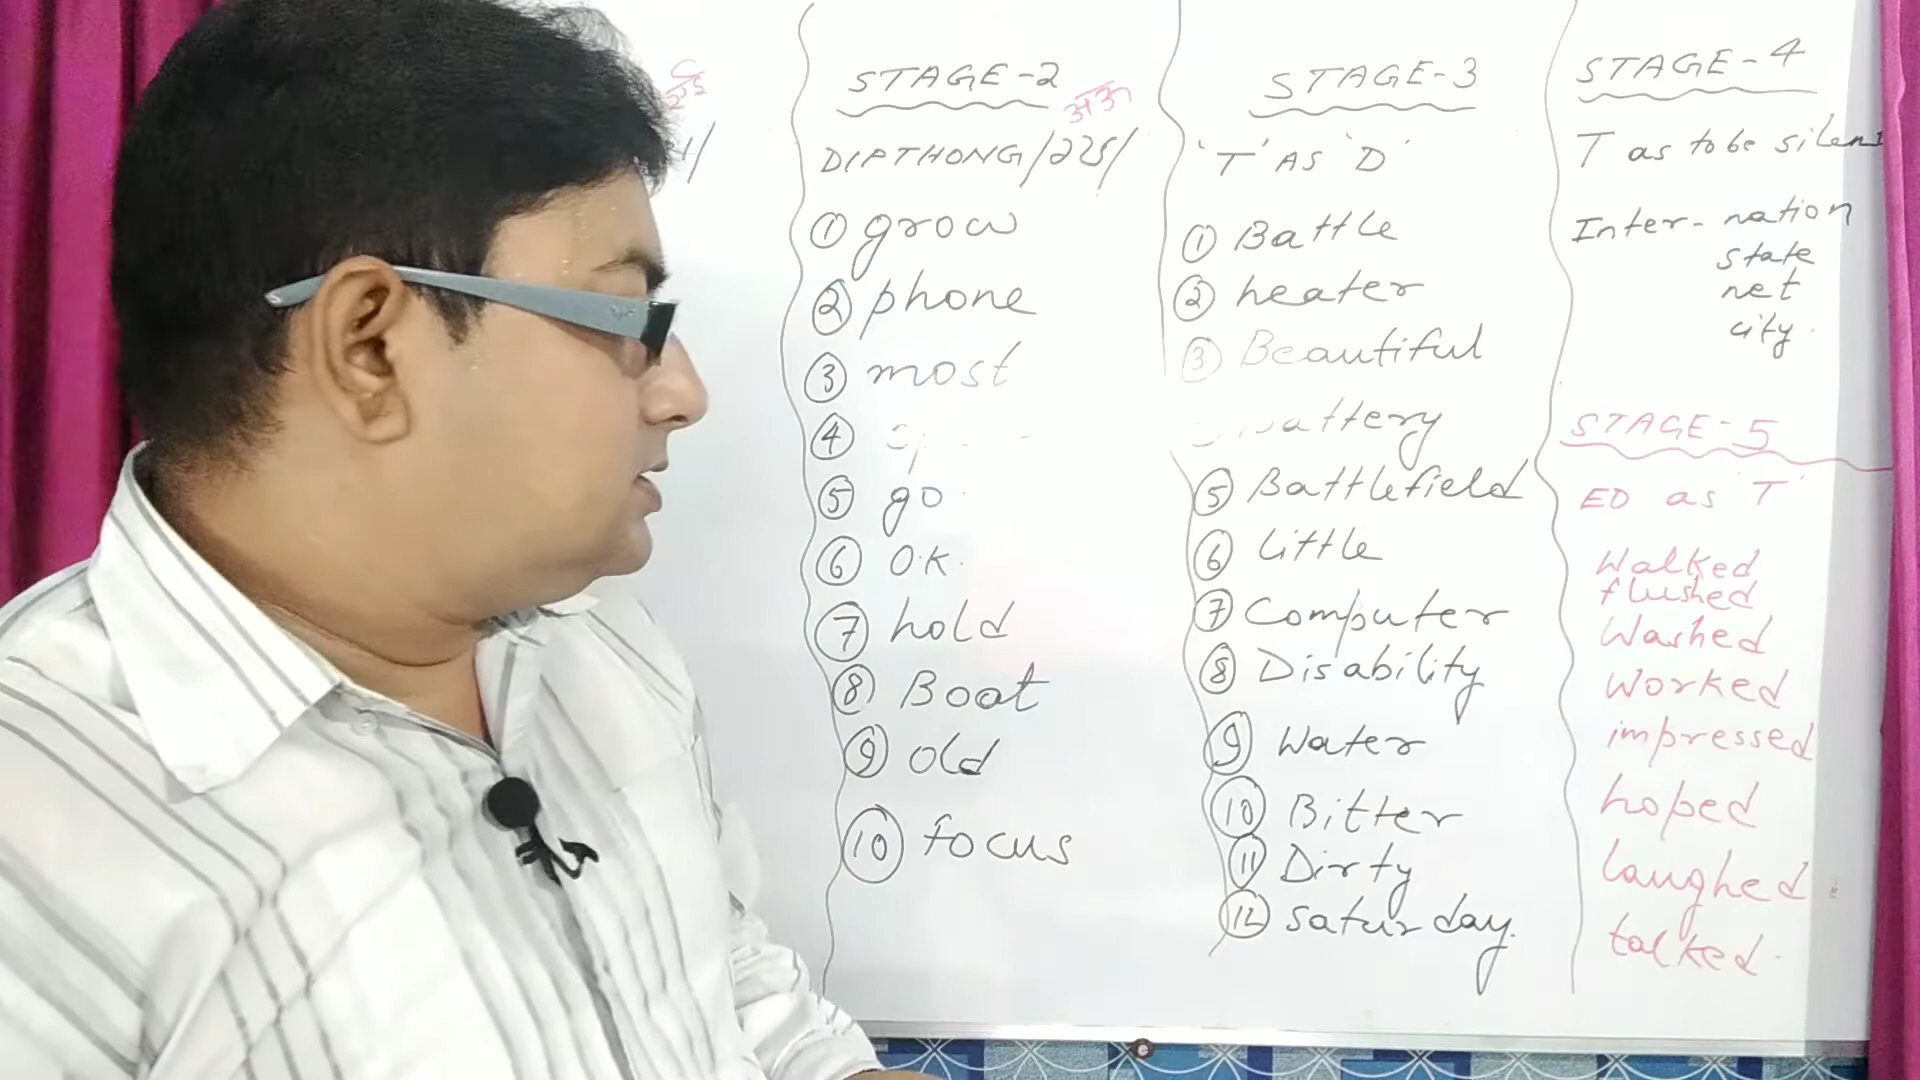 STAGE-2
अऊ
DIPTHONG/225/
① grow
② phone
③ most
④
⑤ go
⑥ O.K.
⑦ hold
⑧ Boat
⑨ old
⑩ focus
STAGE-3
'T' AS 'D'
① Battle
② heater
③ Beautiful
attery
⑤ Battlefield
⑥ Little
⑦ Computer
⑧ Disability
⑨ Water
⑩ Bitter
⑪ Dirty
⑫ Saturday.
STAGE-4
T as to be silent
Inter-nation
state
net
city.
STAGE-5
ED as T
Walked
flushed
Washed
Worked
impressed
hoped
laughed
talked.